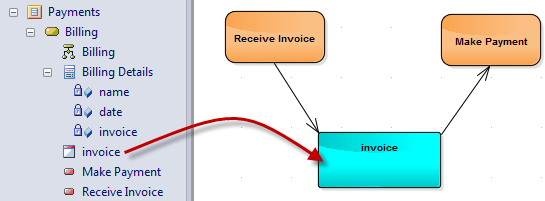 Payments
Billing
Billing
Billing Details
name
date
invoice
invoice
Make Payment
Receive Invoice
Receive Invoice
Make Payment
invoice